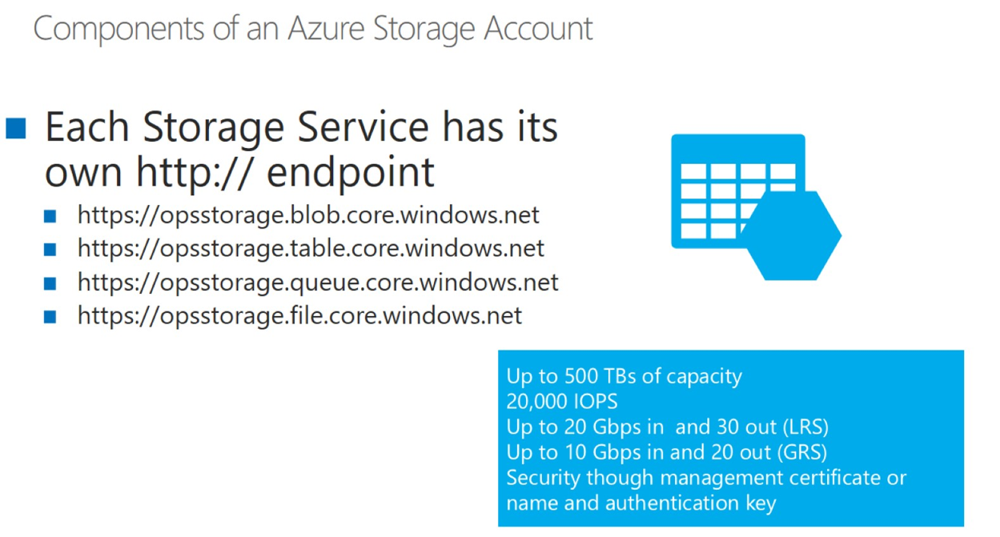 Components of an Azure Storage Account
Each Storage Service has its
own http:// endpoint
https://opsstorage.blob.core.windows.net
https://opsstorage.table.core.windows.net
https://opsstorage.queue.core.windows.net
https://opsstorage.file.core.windows.net
Up to 500 TBs of capacity
20,000 IOPS
Up to 20 Gbps in  and 30 out (LRS)
Up to 10 Gbps in and 20 out (GRS)
Security though management certificate or
name and authentication key